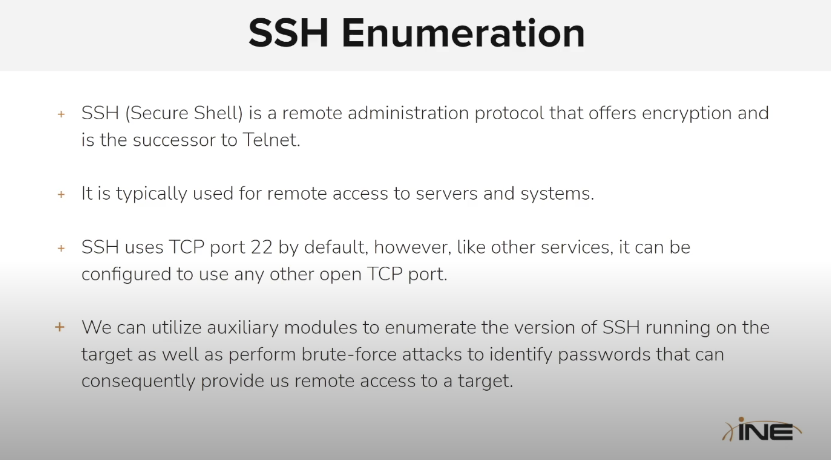 SSH Enumeration
+ SSH (Secure Shell) is a remote administration protocol that offers encryption and
is the successor to Telnet.
+ It is typically used for remote access to servers and systems.
+ SSH uses TCP port 22 by default, however, like other services, it can be
configured to use any other open TCP port.
+ We can utilize auxiliary modules to enumerate the version of SSH running on the
target as well as perform brute-force attacks to identify passwords that can
consequently provide us remote access to a target.
iNE